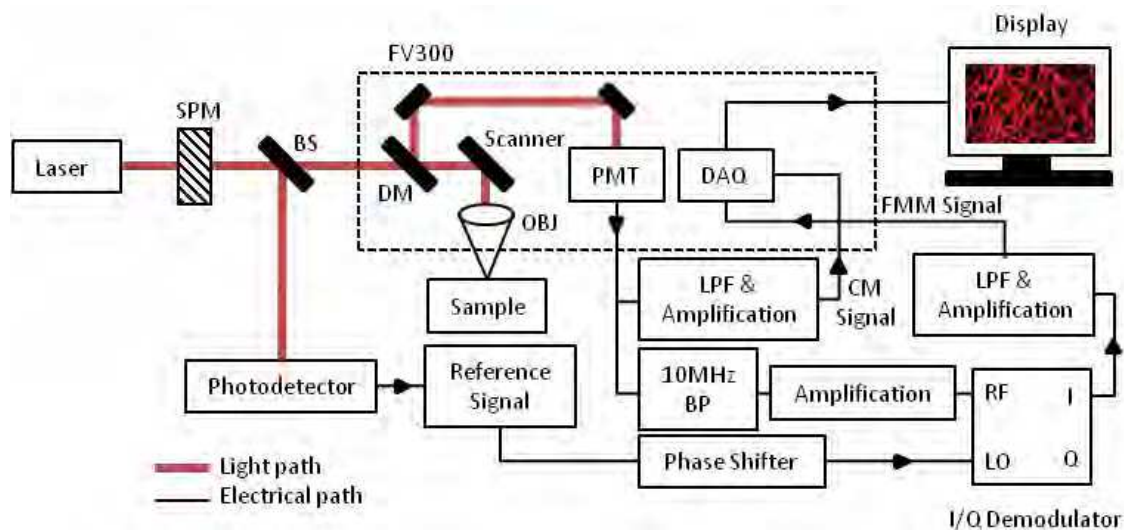 Display
FV300
SPM
BS
Scanner
Laser
DM
PMT
DAQ
OBJ
FMM Signal
Sample
LPF &
Amplification
CM
Signal
LPF &
Amplification
Photodetector
Reference
Signal
10MHz
BP
Amplification
RF
I
LO
Q
Phase Shifter
Light path
Electrical path
I/Q Demodulator